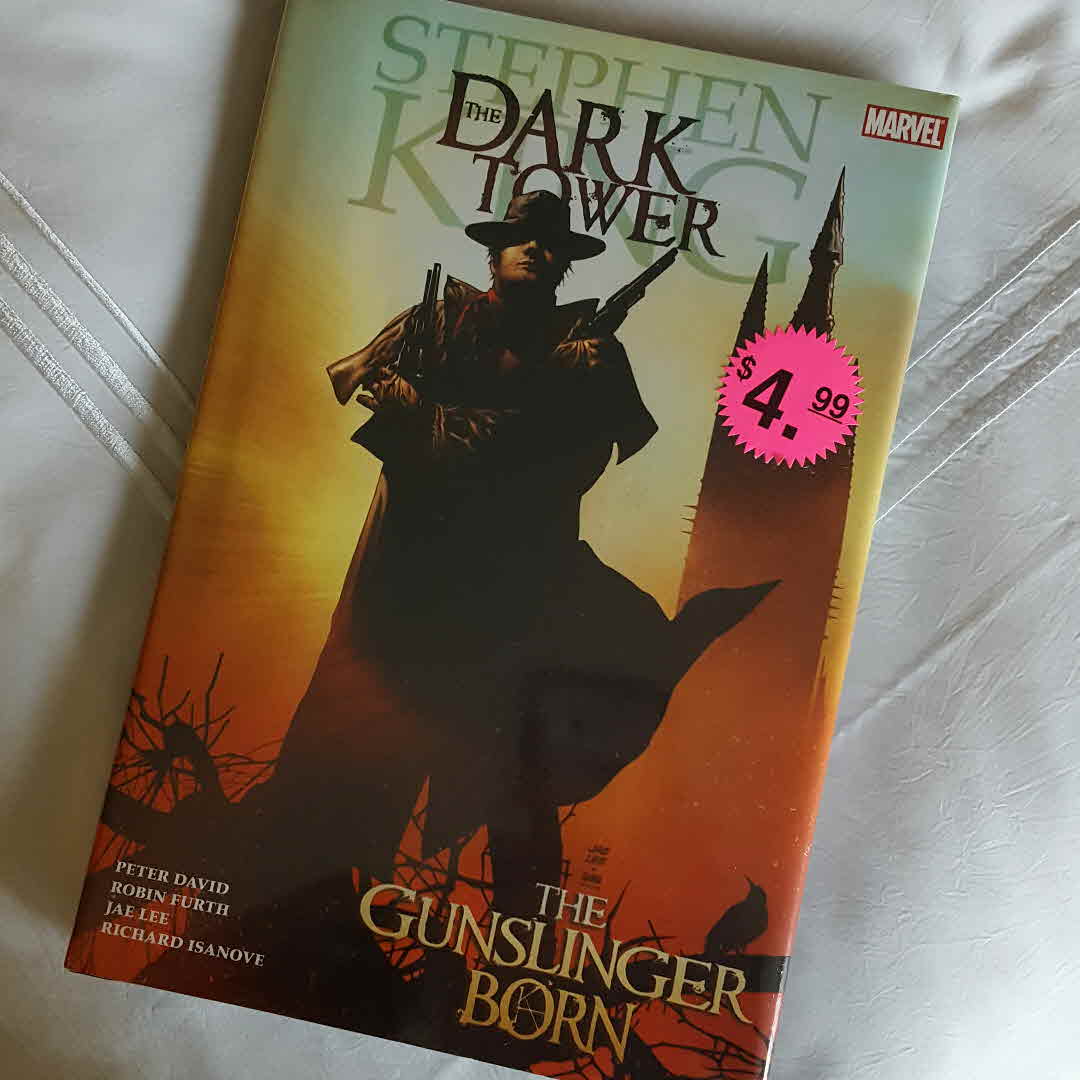 STEPHEN
KING
THE DARK
TOWER
MARVEL
$4.99
PETER DAVID
ROBIN FURTH
JAE LEE
RICHARD ISANOVE
THE
GUNSLINGER
BORN